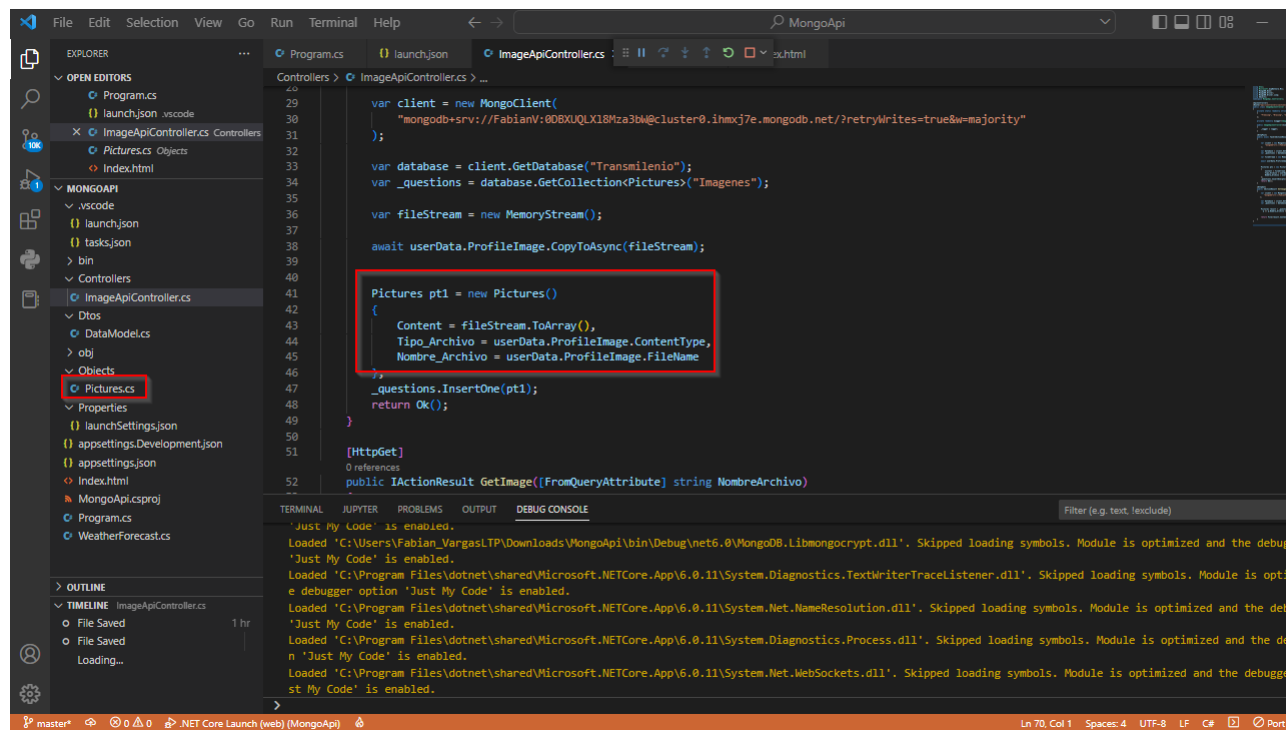 File Edit Selection View Go Run Terminal Help
MongoApi
EXPLORER
OPEN EDITORS
Program.cs
launch.json .vscode
ImageApiController.cs Controllers
Pictures.cs Objects
Index.html
MONGOAPI
.vscode
{} launch.json
{} tasks.json
bin
Controllers
ImageApiController.cs
Dtos
DataModel.cs
obj
Objects
Pictures.cs
Properties
{} launchSettings.json
{} appsettings.Development.json
{} appsettings.json
Index.html
MongoApi.csproj
Program.cs
WeatherForecast.cs
OUTLINE
TIMELINE ImageApiController.cs
File Saved 1 hr
File Saved
Loading...
10K
1
Program.cs {} launch.json ImageApiController.cs
Controllers > ImageApiController.cs > ...
29 var client = new MongoClient(
30 "mongodb+srv://FabianV:0DBXUQLXl8Mza3bW@cluster0.ihmxj7e.mongodb.net/?retryWrites=true&w=majority"
31 );
32
33 var database = client.GetDatabase("Transmilenio");
34 var _questions = database.GetCollection<Pictures>("Imagenes");
35
36 var fileStream = new MemoryStream();
37
38 await userData.ProfileImage.CopyToAsync(fileStream);
39
40
41 Pictures pt1 = new Pictures()
42 {
43 Content = fileStream.ToArray(),
44 Tipo_Archivo = userData.ProfileImage.ContentType,
45 Nombre_Archivo = userData.ProfileImage.FileName
46 };
47 _questions.InsertOne(pt1);
48 return Ok();
49 }
50
51 [HttpGet]
0 references
52 public IActionResult GetImage([FromQueryAttribute] string NombreArchivo)
TERMINAL JUPYTER PROBLEMS OUTPUT DEBUG CONSOLE
Filter (e.g. text, !exclude)
'Just My Code' is enabled.
Loaded 'C:\Users\Fabian_VargasLTP\Downloads\MongoApi\bin\Debug\net6.0\MongoDB.Libmongocrypt.dll'. Skipped loading symbols. Module is optimized and the debug
'Just My Code' is enabled.
Loaded 'C:\Program Files\dotnet\shared\Microsoft.NETCore.App\6.0.11\System.Diagnostics.TextWriterTraceListener.dll'. Skipped loading symbols. Module is opti
e debugger option 'Just My Code' is enabled.
Loaded 'C:\Program Files\dotnet\shared\Microsoft.NETCore.App\6.0.11\System.Net.NameResolution.dll'. Skipped loading symbols. Module is optimized and the deb
'Just My Code' is enabled.
Loaded 'C:\Program Files\dotnet\shared\Microsoft.NETCore.App\6.0.11\System.Diagnostics.Process.dll'. Skipped loading symbols. Module is optimized and the de
n 'Just My Code' is enabled.
Loaded 'C:\Program Files\dotnet\shared\Microsoft.NETCore.App\6.0.11\System.Net.WebSockets.dll'. Skipped loading symbols. Module is optimized and the debugge
st My Code' is enabled.
>
master* 0 0 .NET Core Launch (web) (MongoApi) Ln 70, Col 1 Spaces: 4 UTF-8 LF C# Port